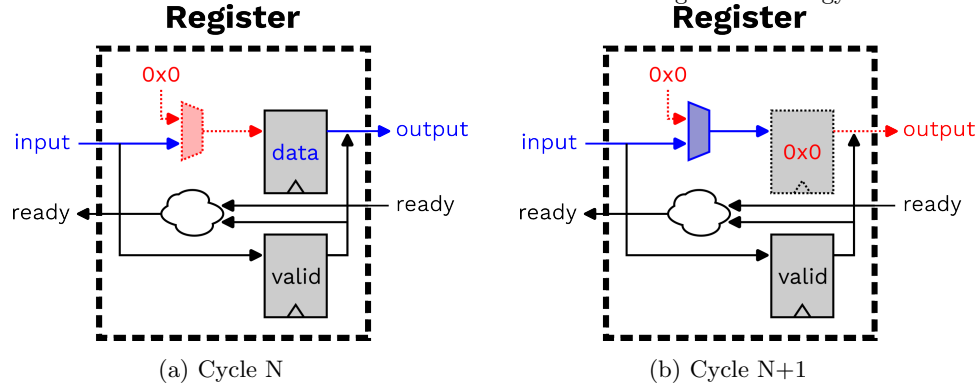 Register
0x0
input
data
output
ready
ready
valid
(a) Cycle N
Register
0x0
input
0x0
output
ready
ready
valid
(b) Cycle N+1